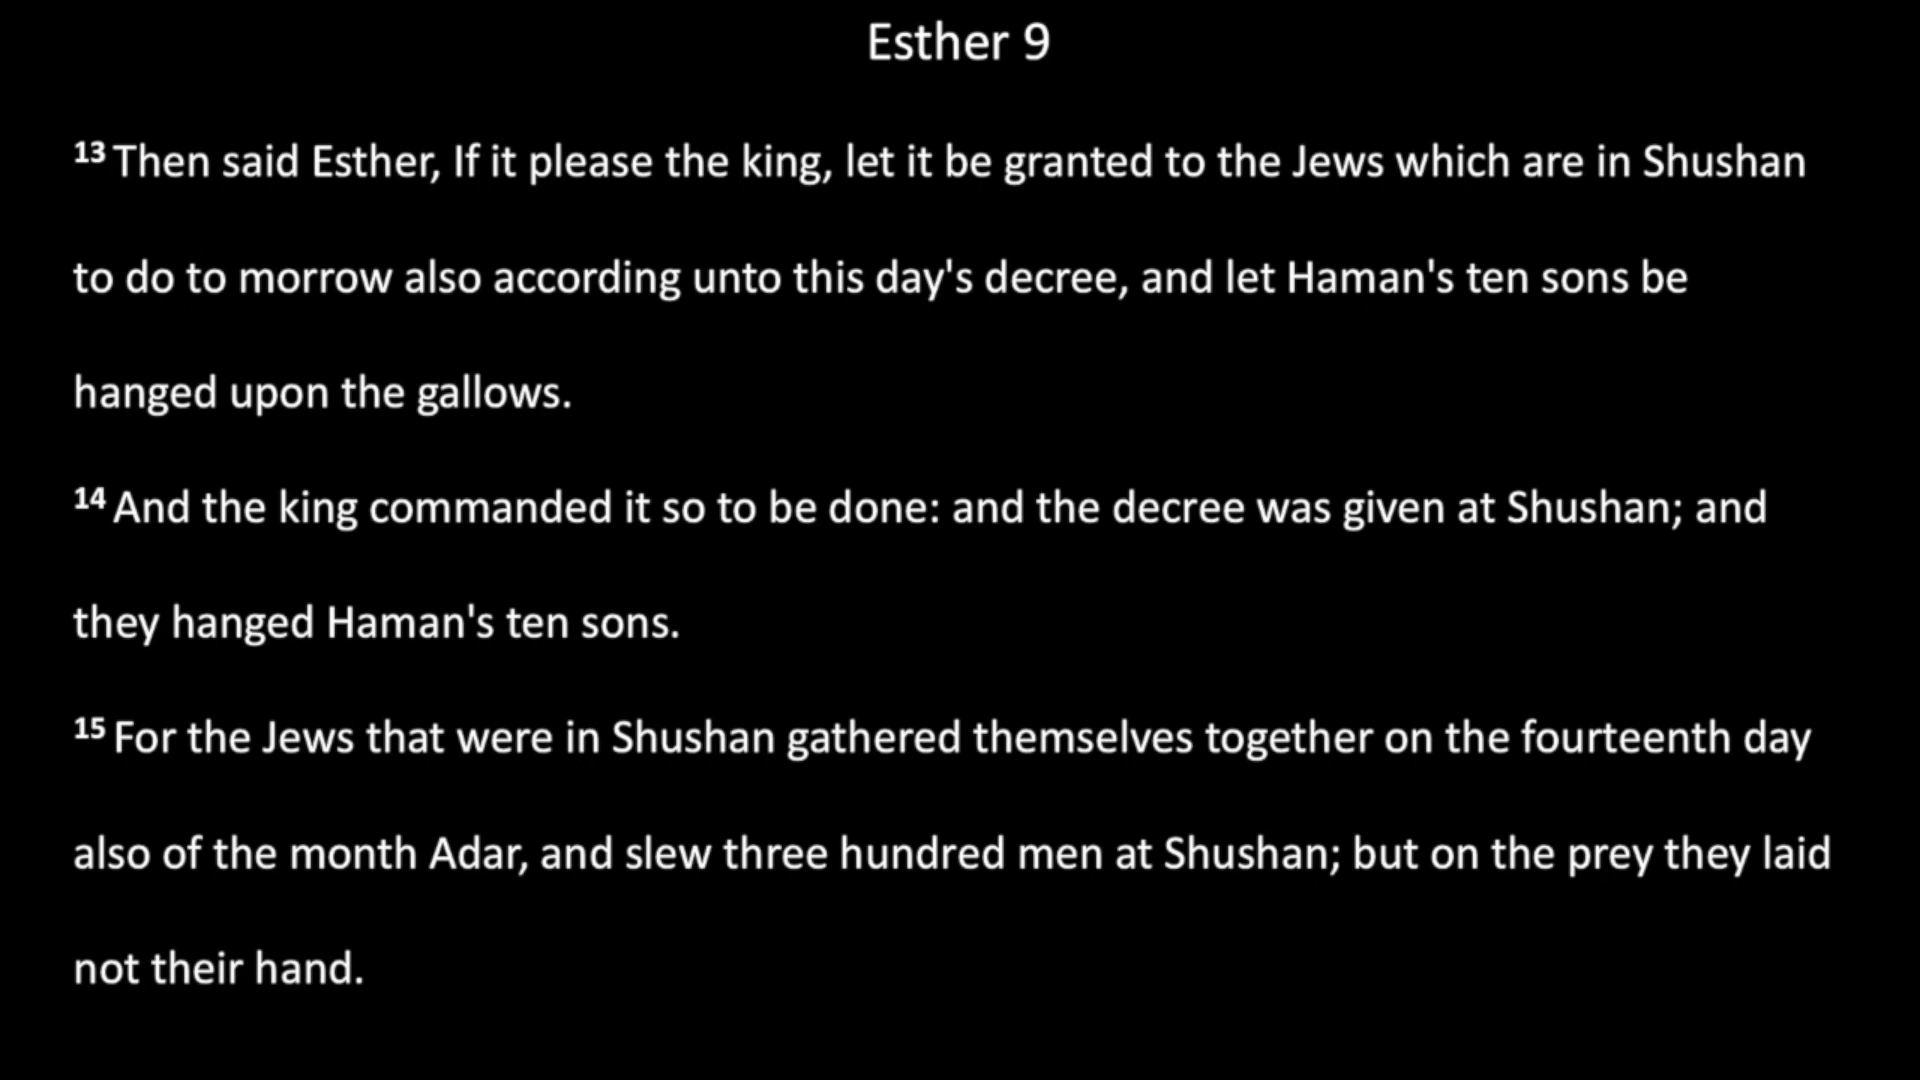 Esther 9
13 Then said Esther, If it please the king, let it be granted to the Jews which are in Shushan
to do to morrow also according unto this day's decree, and let Haman's ten sons be
hanged upon the gallows.
14 And the king commanded it so to be done: and the decree was given at Shushan; and
they hanged Haman's ten sons.
15 For the Jews that were in Shushan gathered themselves together on the fourteenth day
also of the month Adar, and slew three hundred men at Shushan; but on the prey they laid
not their hand.